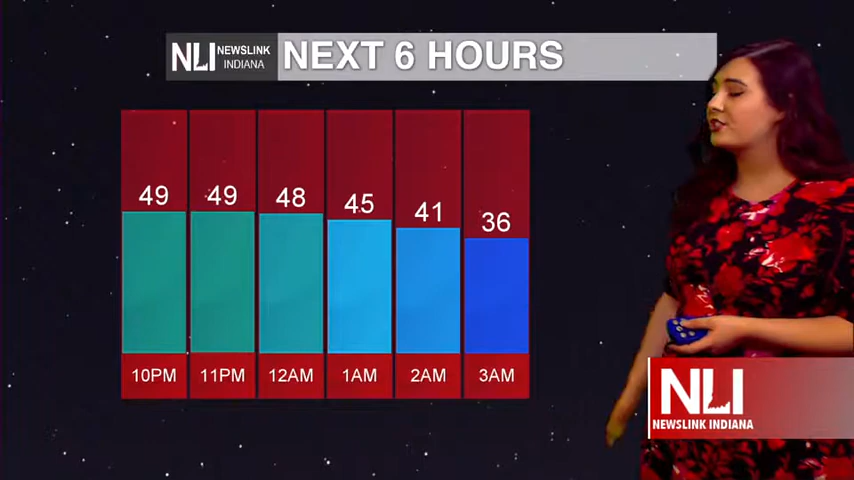 NLI NEWSLINK INDIANA NEXT 6 HOURS
49 49 48 45 41 36
10PM 11PM 12AM 1AM 2AM 3AM
NLI
NEWSLINK INDIANA